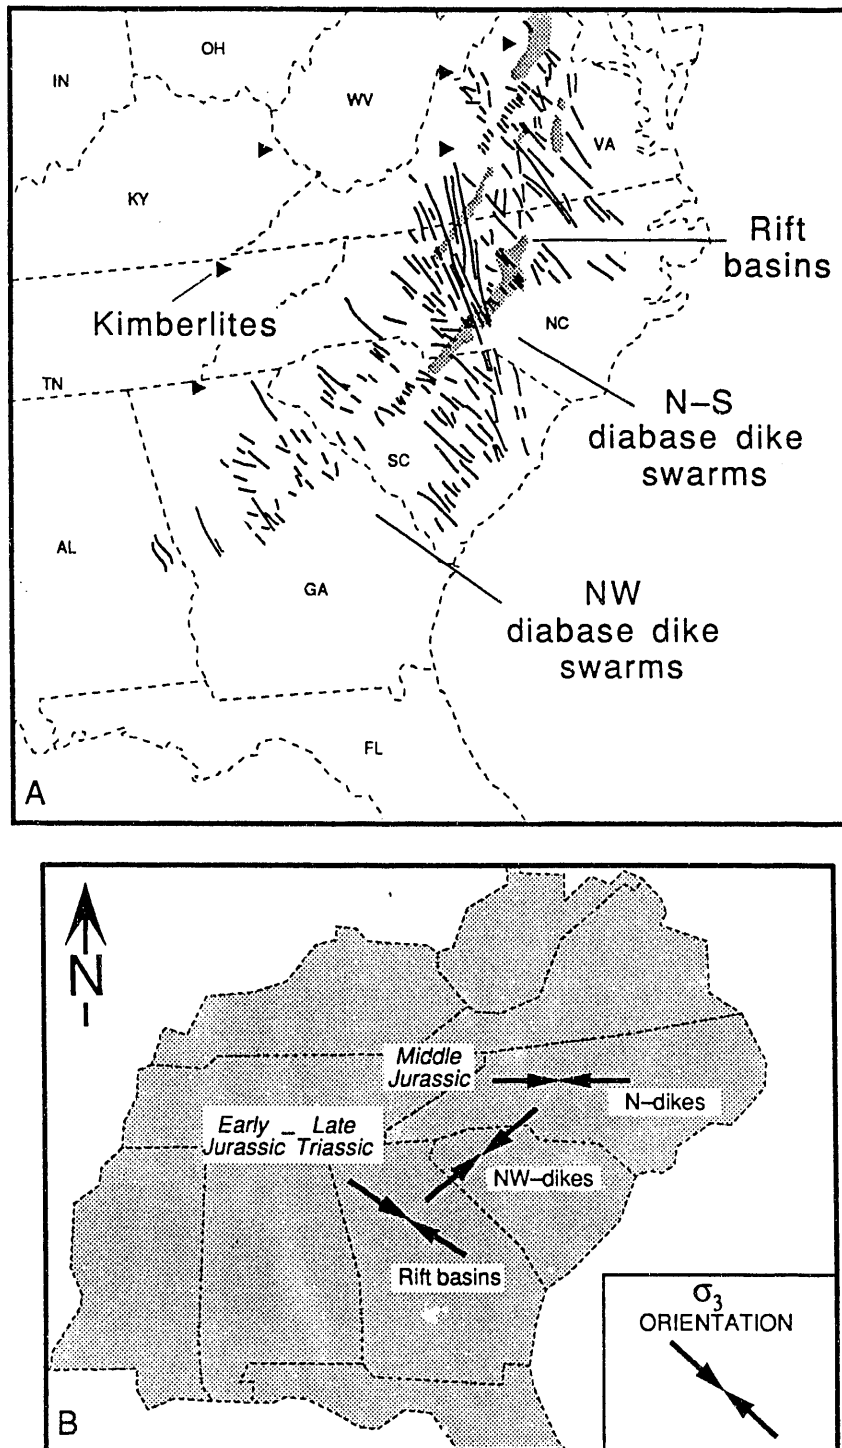 IN
OH
WV
KY
VA
Rift
basins
Kimberlites
NC
TN
N–S
diabase dike
swarms
SC
AL
GA
NW
diabase dike
swarms
FL
A
N
Middle
Jurassic
N–dikes
Early – Late
Jurassic Triassic
NW–dikes
Rift basins
σ3
ORIENTATION
B